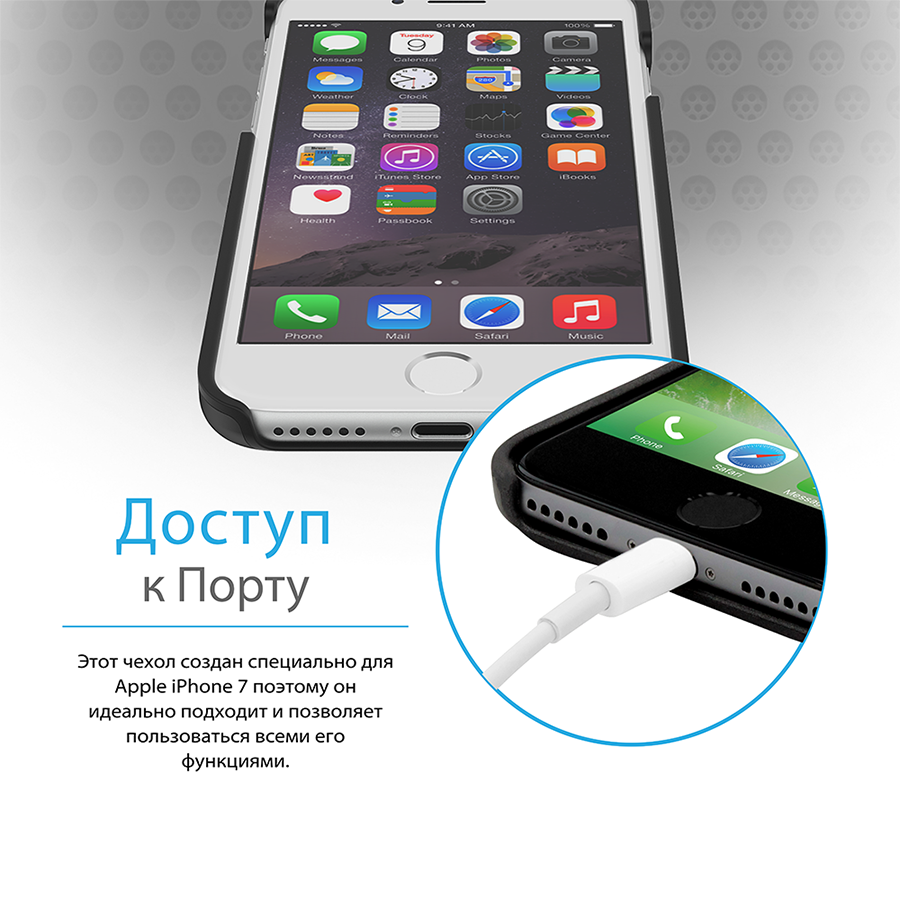 9:41 AM 100%
Messages Calendar Photos Camera
Tuesday
9
Weather Clock Maps Videos
280
Notes Reminders Stocks Game Center
Newsstand iTunes Store App Store iBooks
Health Passbook Settings
Phone Mail Safari Music
Phone
Safari
Messag
Доступ
к Порту
Этот чехол создан специально для
Apple iPhone 7 поэтому он
идеально подходит и позволяет
пользоваться всеми его
функциями.